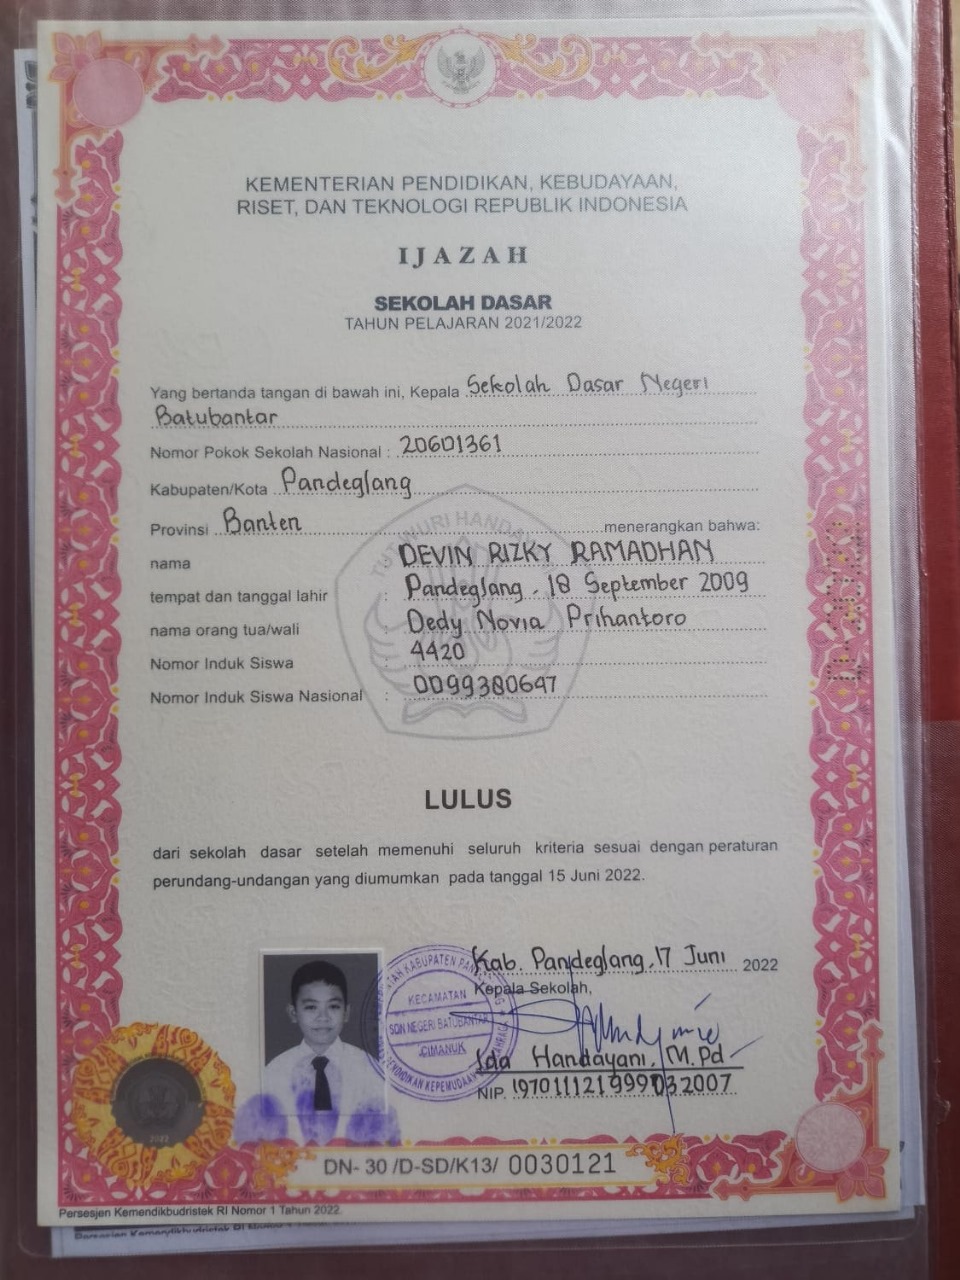 KEMENTERIAN PENDIDIKAN, KEBUDAYAAN,
RISET, DAN TEKNOLOGI REPUBLIK INDONESIA
IJAZAH
SEKOLAH DASAR
TAHUN PELAJARAN 2021/2022
Yang bertanda tangan di bawah ini, Kepala Sekolah Dasar Negeri
Batubantar
Nomor Pokok Sekolah Nasional : 20601361
Kabupaten/Kota Pandeglang
Provinsi Banten menerangkan bahwa:
TUT WURI HANDAYANI
nama : DEVIN RIZKY RAMADHAN
tempat dan tanggal lahir : Pandeglang, 18 September 2009
nama orang tua/wali : Dedy Novia Prihantoro
Nomor Induk Siswa : 4420
Nomor Induk Siswa Nasional : 0099380647
LULUS
dari sekolah dasar setelah memenuhi seluruh kriteria sesuai dengan peraturan
perundang-undangan yang diumumkan pada tanggal 15 Juni 2022.
Kab. Pandeglang, 17 Juni 2022
Kepala Sekolah,
KECAMATAN
SDN NEGERI BATUBANTAR
CIMANUK
Ida Handayani, M.Pd
NIP. 197011121999032007
2022
DN- 30 /D-SD/K13/ 0030121
Persesjen Kemendikbudristek RI Nomor 1 Tahun 2022